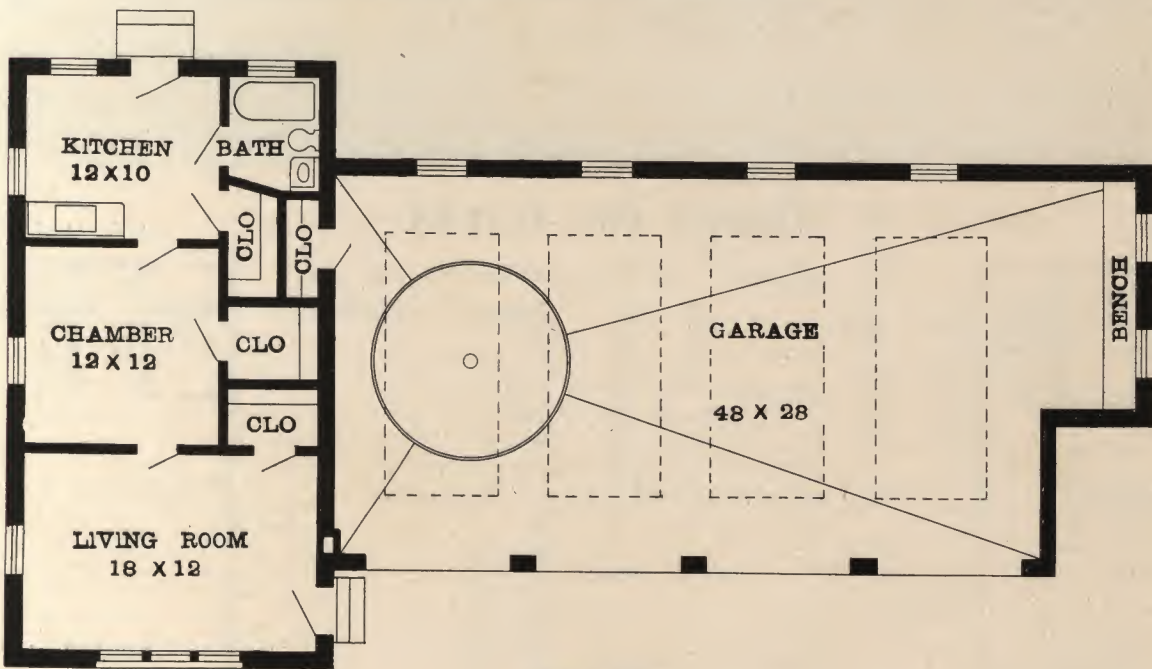 KITCHEN
12 X 10
BATH
CLO
CLO
CHAMBER
12 X 12
CLO
CLO
LIVING ROOM
18 X 12
GARAGE
48 X 28
BENCH